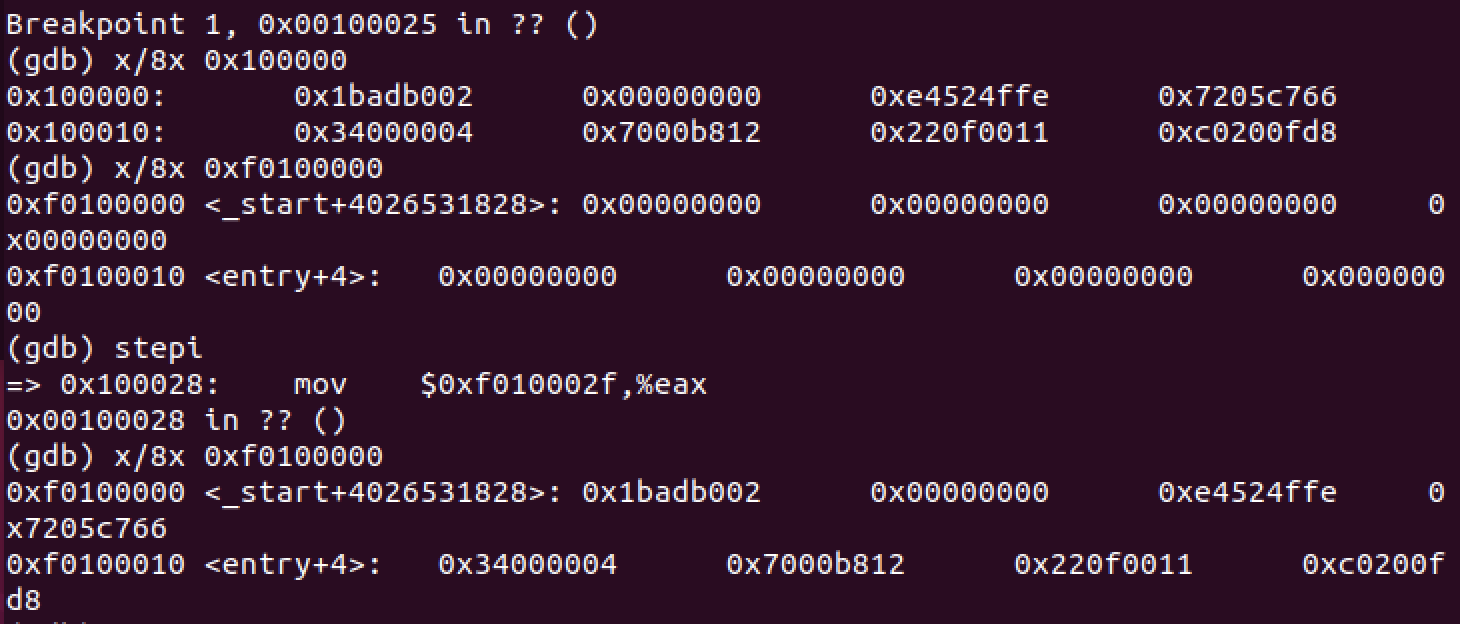 Breakpoint 1, 0x00100025 in ?? ()
(gdb) x/8x 0x100000
0x100000:       0x1badb002      0x00000000      0xe4524ffe      0x7205c766
0x100010:       0x34000004      0x7000b812      0x220f0011      0xc0200fd8
(gdb) x/8x 0xf0100000
0xf0100000 <_start+4026531828>: 0x00000000      0x00000000      0x00000000      0
x00000000
0xf0100010 <entry+4>:   0x00000000      0x00000000      0x00000000      0x000000
00
(gdb) stepi
=> 0x100028:    mov    $0xf010002f,%eax
0x00100028 in ?? ()
(gdb) x/8x 0xf0100000
0xf0100000 <_start+4026531828>: 0x1badb002      0x00000000      0xe4524ffe      0
x7205c766
0xf0100010 <entry+4>:   0x34000004      0x7000b812      0x220f0011      0xc0200f
d8